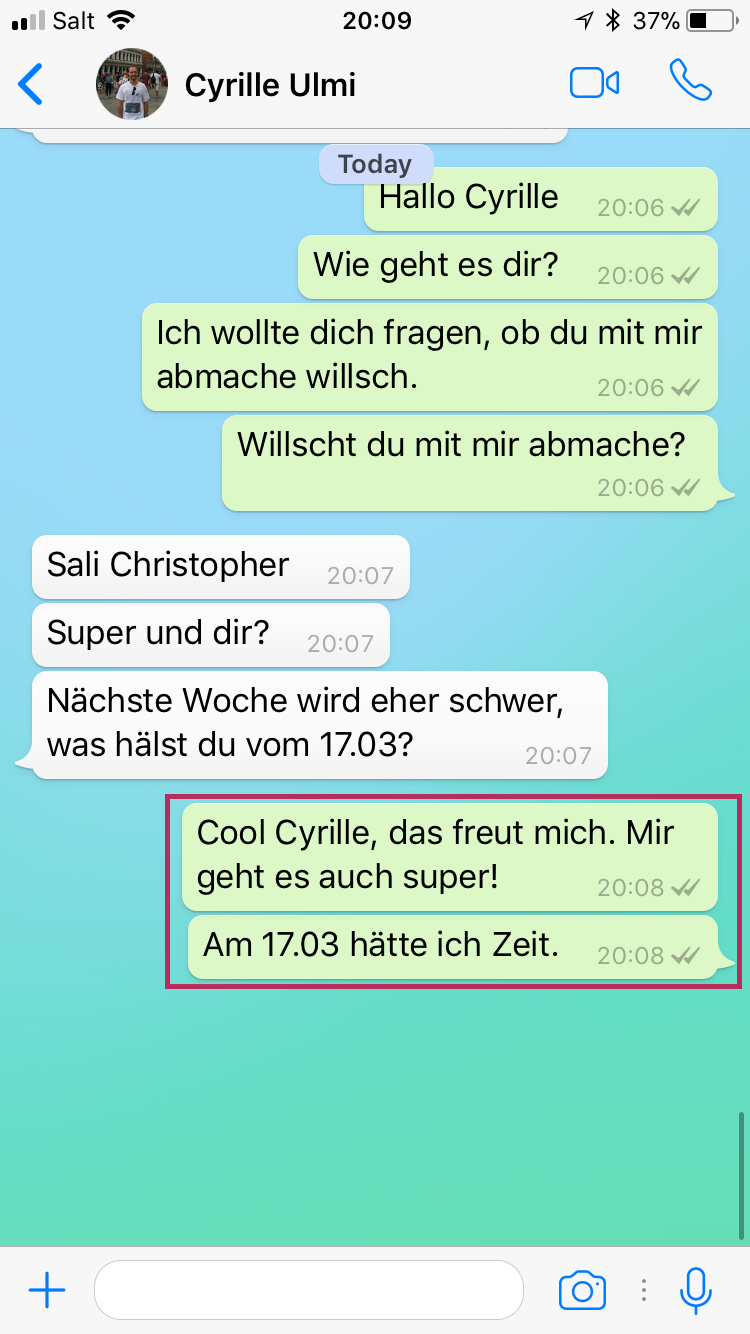 Salt 20:09 37%
Cyrille Ulmi
Today
Hallo Cyrille 20:06
Wie geht es dir? 20:06
Ich wollte dich fragen, ob du mit mir
abmache willsch. 20:06
Willscht du mit mir abmache?
20:06
Sali Christopher 20:07
Super und dir? 20:07
Nächste Woche wird eher schwer,
was hälst du vom 17.03? 20:07
Cool Cyrille, das freut mich. Mir
geht es auch super! 20:08
Am 17.03 hätte ich Zeit. 20:08